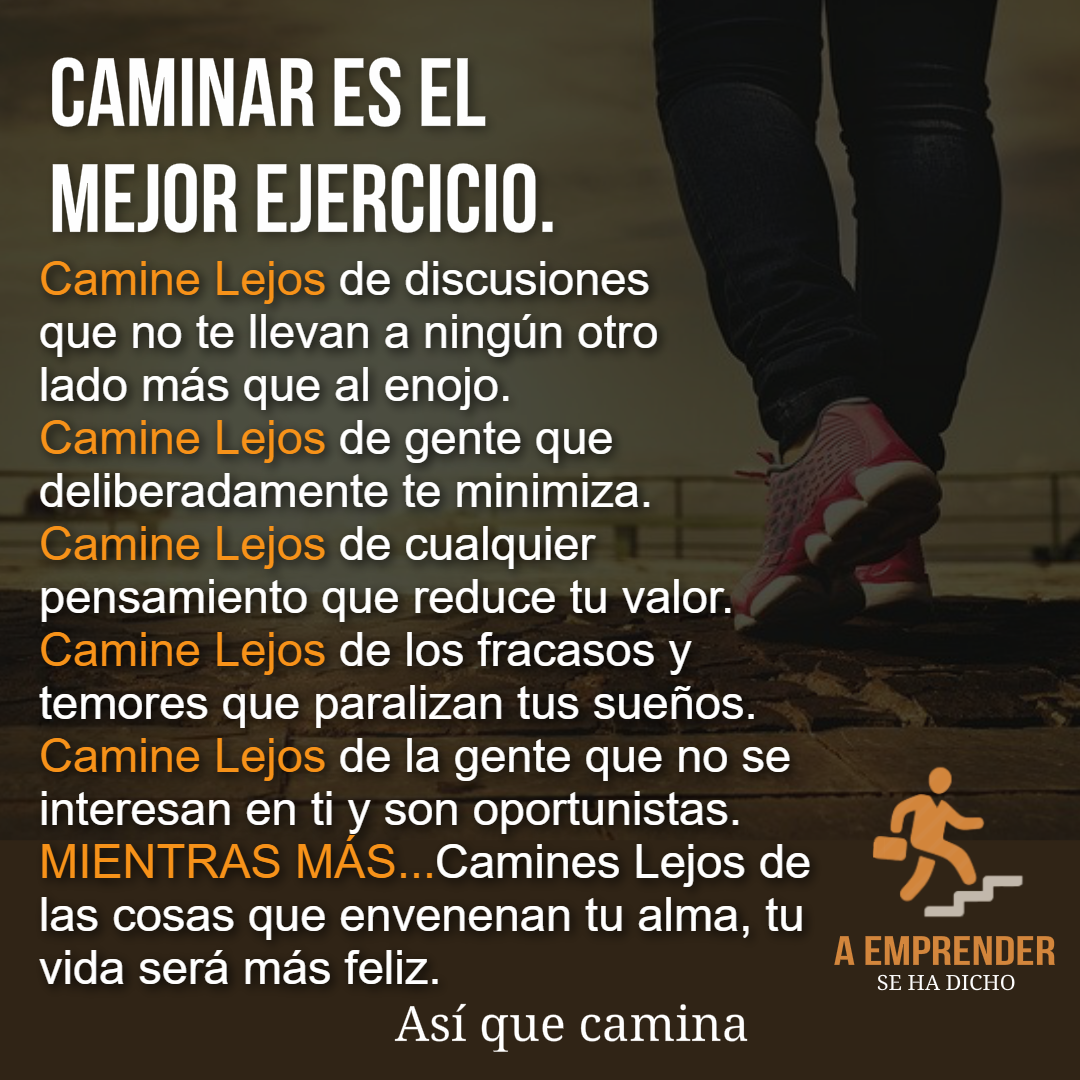 CAMINAR ES EL
MEJOR EJERCICIO.
Camine Lejos de discusiones
que no te llevan a ningún otro
lado más que al enojo.
Camine Lejos de gente que
deliberadamente te minimiza.
Camine Lejos de cualquier
pensamiento que reduce tu valor.
Camine Lejos de los fracasos y
temores que paralizan tus sueños.
Camine Lejos de la gente que no se
interesan en ti y son oportunistas.
MIENTRAS MÁS...Camines Lejos de
las cosas que envenenan tu alma, tu
vida será más feliz.
Así que camina
A EMPRENDER
SE HA DICHO